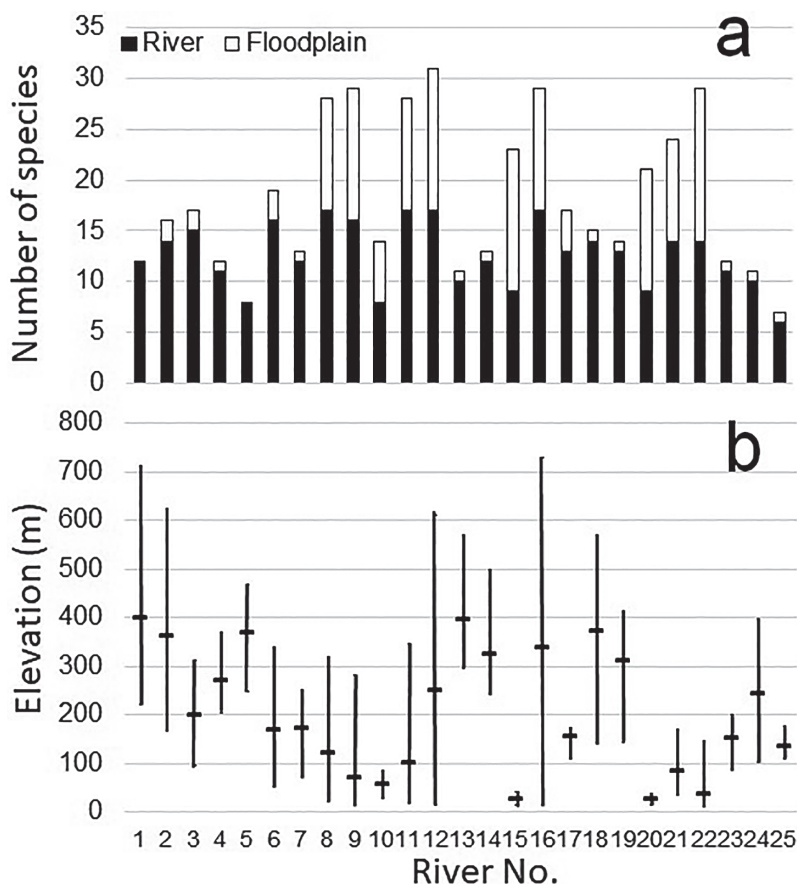 a
River Floodplain
Number of species
35
30
25
20
15
10
5
0
b
Elevation (m)
800
700
600
500
400
300
200
100
0
1 2 3 4 5 6 7 8 9 10 11 12 13 14 15 16 17 18 19 20 21 22 23 24 25
River No.